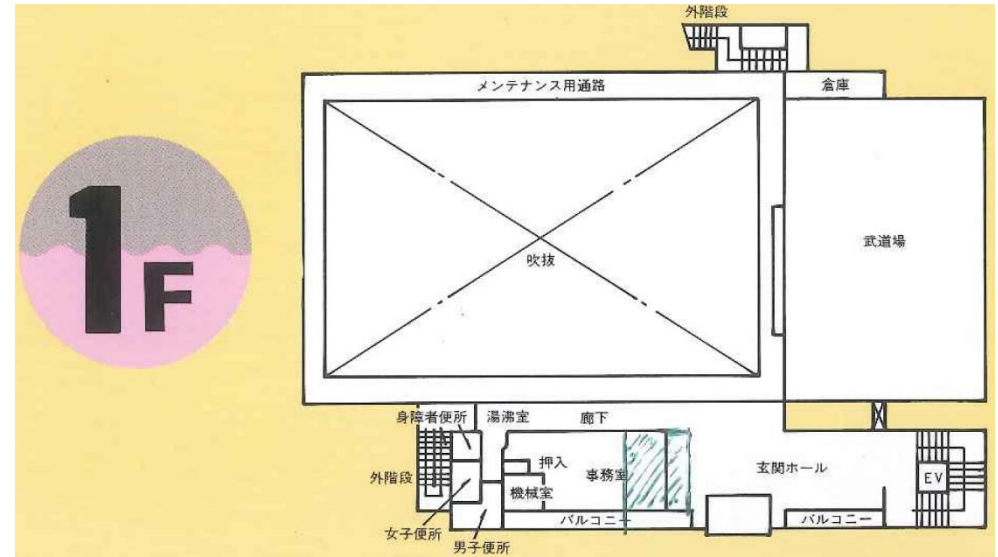 外階段
メンテナンス用通路
倉庫
1F
吹抜
武道場
身障者便所
湯沸室
廊下
外階段
押入
事務室
機械室
玄関ホール
EV
バルコニー
バルコニー
女子便所
男子便所